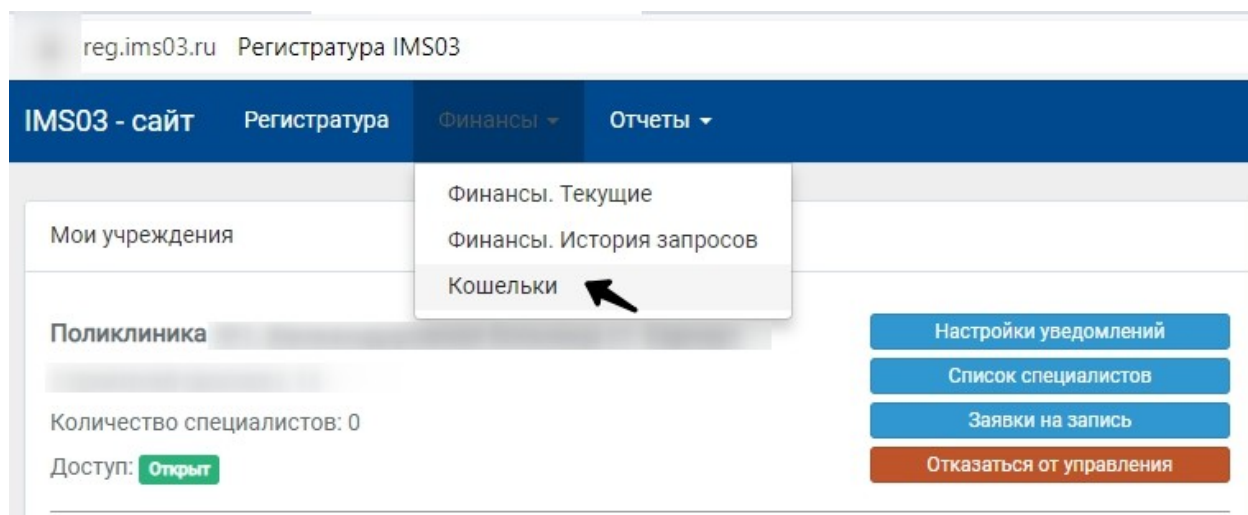 reg.ims03.ru Регистратура IMS03
IMS03 - сайт Регистратура Финансы Отчеты
Финансы. Текущие
Мои учреждения
Финансы. История запросов
Кошельки
Поликлиника
Настройки уведомлений
Список специалистов
Количество специалистов: 0
Заявки на запись
Доступ: Открыт
Отказаться от управления